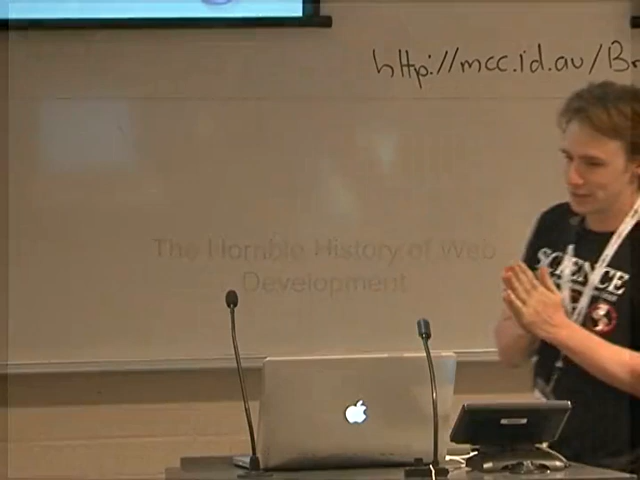 http://mcc.id.au/Br
The Horrible History of Web
Development
SCIENCE